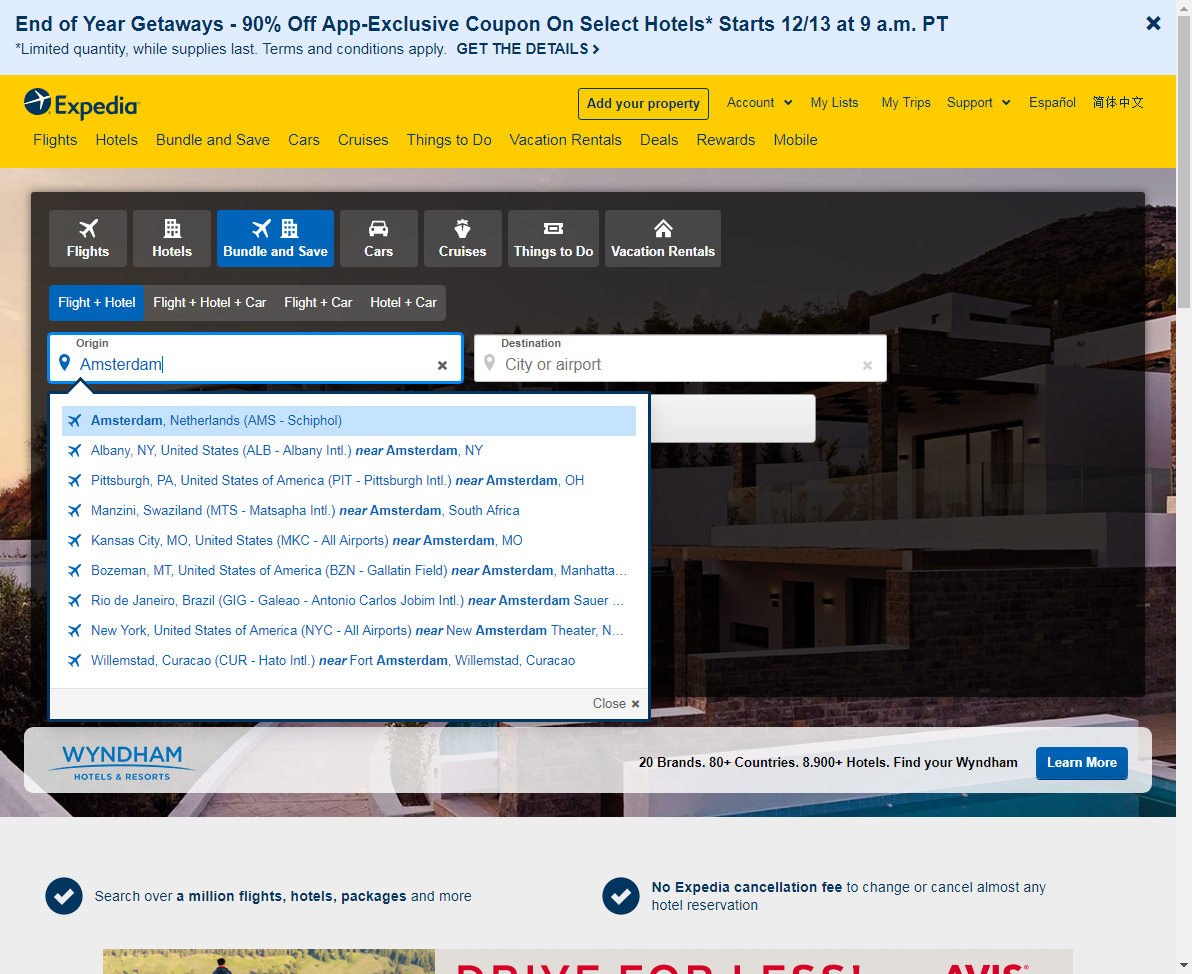 End of Year Getaways - 90% Off App-Exclusive Coupon On Select Hotels* Starts 12/13 at 9 a.m. PT
*Limited quantity, while supplies last. Terms and conditions apply. GET THE DETAILS
Expedia
Add your property
Account
My Lists
My Trips
Support
Español
简体中文
Flights
Hotels
Bundle and Save
Cars
Cruises
Things to Do
Vacation Rentals
Deals
Rewards
Mobile
Flights
Hotels
Bundle and Save
Cars
Cruises
Things to Do
Vacation Rentals
Flight + Hotel
Flight + Hotel + Car
Flight + Car
Hotel + Car
Origin
Amsterdam
Destination
City or airport
Amsterdam, Netherlands (AMS - Schiphol)
Albany, NY, United States (ALB - Albany Intl.) near Amsterdam, NY
Pittsburgh, PA, United States of America (PIT - Pittsburgh Intl.) near Amsterdam, OH
Manzini, Swaziland (MTS - Matsapha Intl.) near Amsterdam, South Africa
Kansas City, MO, United States (MKC - All Airports) near Amsterdam, MO
Bozeman, MT, United States of America (BZN - Gallatin Field) near Amsterdam, Manhatta...
Rio de Janeiro, Brazil (GIG - Galeao - Antonio Carlos Jobim Intl.) near Amsterdam Sauer ...
New York, United States of America (NYC - All Airports) near New Amsterdam Theater, N...
Willemstad, Curacao (CUR - Hato Intl.) near Fort Amsterdam, Willemstad, Curacao
Close
WYNDHAM
HOTELS & RESORTS
20 Brands. 80+ Countries. 8.900+ Hotels. Find your Wyndham
Learn More
Search over a million flights, hotels, packages and more
No Expedia cancellation fee to change or cancel almost any
hotel reservation
DRIVE FOR LESS!
AVIS